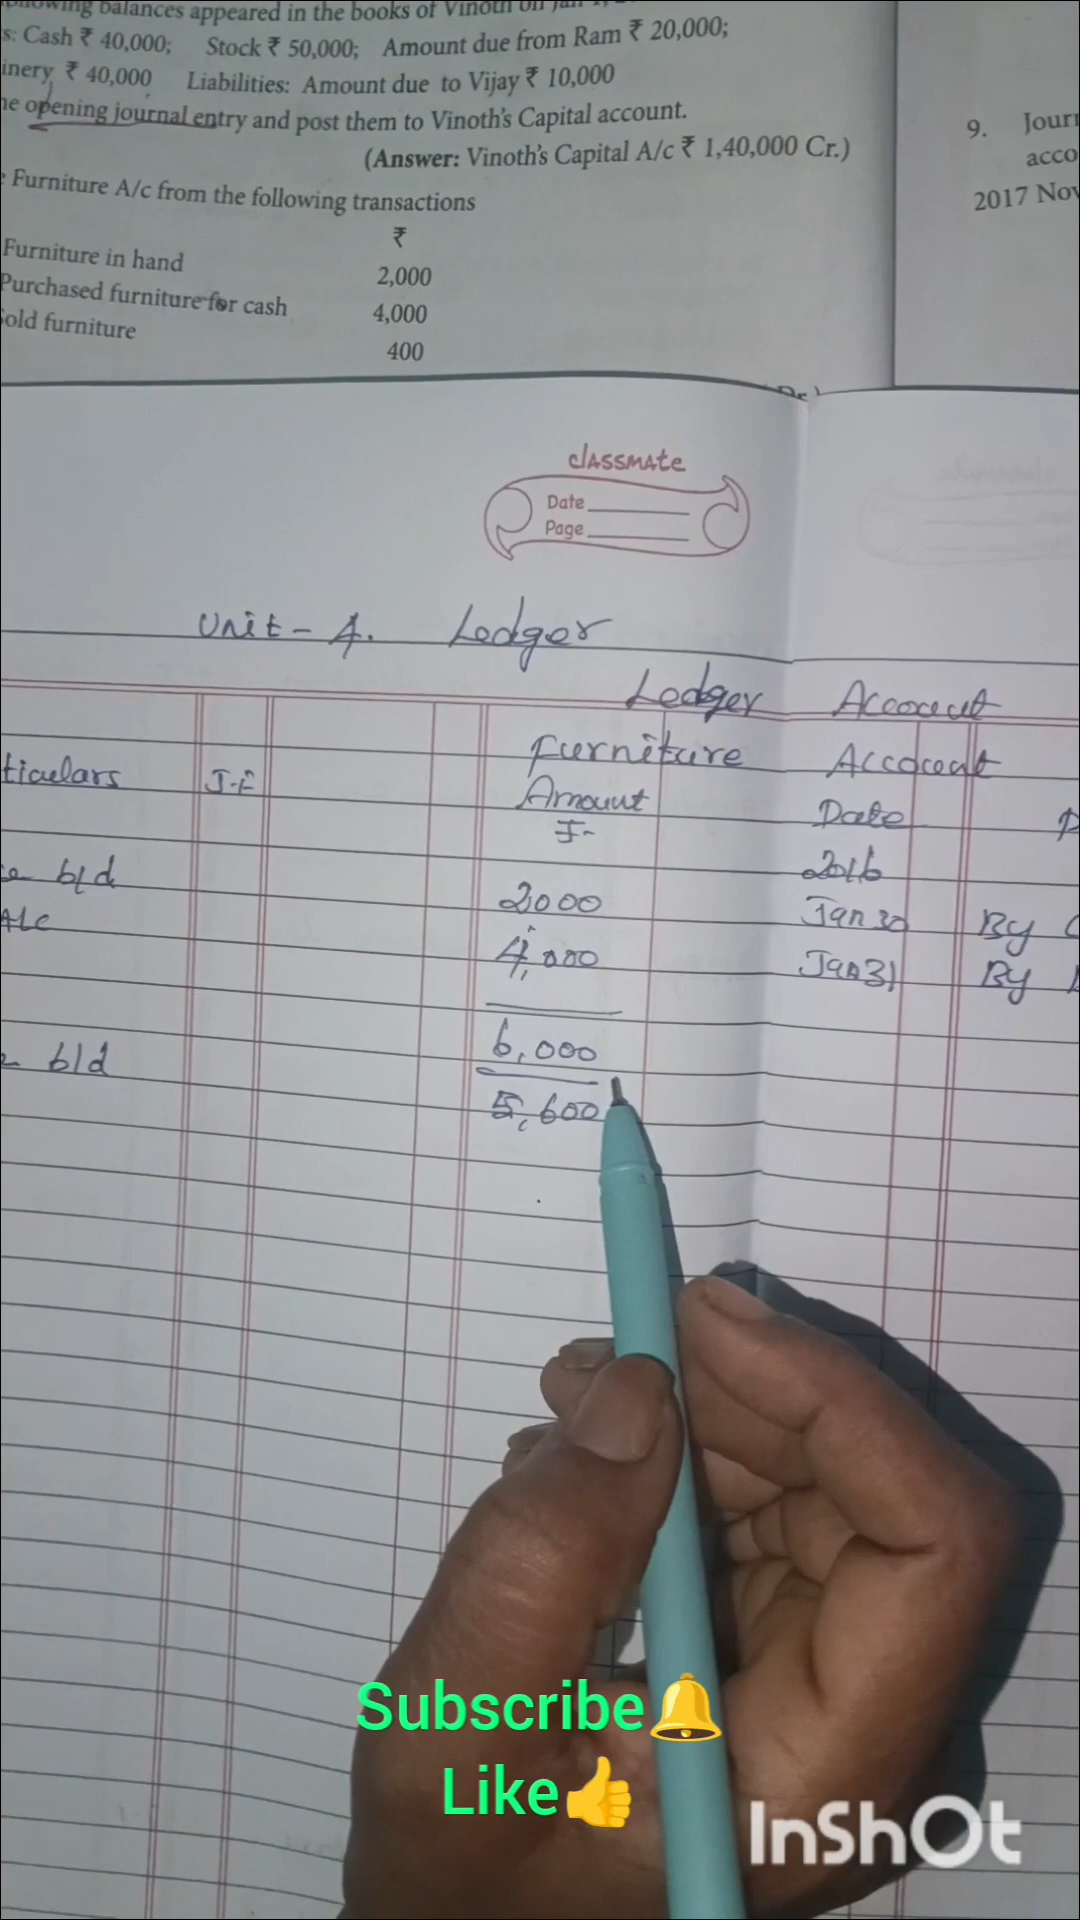 following balances appeared in the books of Vinoth on Jan
s: Cash ₹ 40,000; Stock ₹ 50,000; Amount due from Ram ₹ 20,000;
inery ₹ 40,000 Liabilities: Amount due to Vijay ₹ 10,000
he opening journal entry and post them to Vinoth's Capital account.
(Answer: Vinoth's Capital A/c ₹ 1,40,000 Cr.)
Furniture A/c from the following transactions
₹
Furniture in hand 2,000
Purchased furniture for cash 4,000
Sold furniture 400
9. Journ
acco
2017 Nov
classmate
Date
Page
Unit - 4. Ledger
Ledger Account
Furniture Account
ticulars J.F Amount Date
₹
2016
ce b/d 2000 Jan 30 By C
A/c 4,000 Jan 31 By
6,000
b/d 5,600
Subscribe🔔
Like👍
InShOt